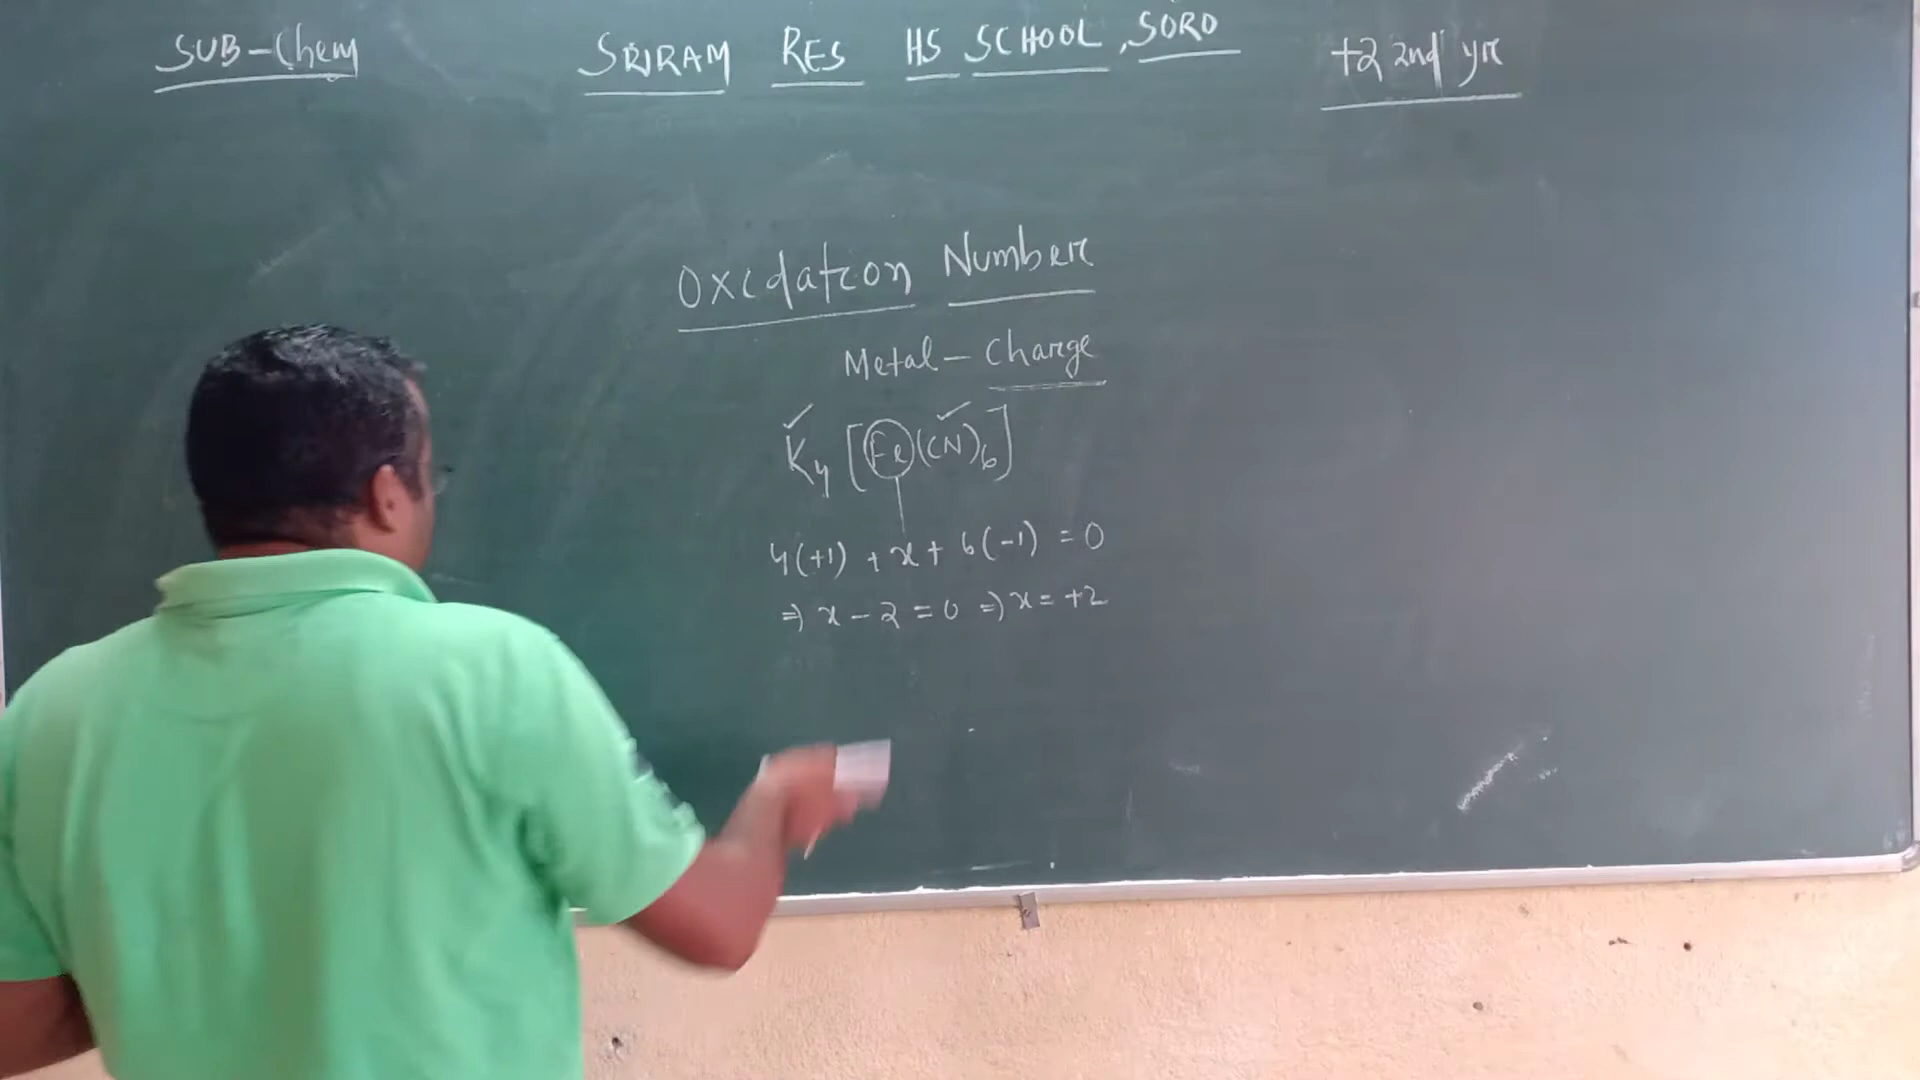 SUB-Chem
SRIRAM RES HS SCHOOL, SORO
+2 2nd yr
Oxidation Number
Metal - Charge
K₄[Fe(CN)₆]
4(+1) + x + 6(-1) = 0
⇒ x - 2 = 0 ⇒ x = +2